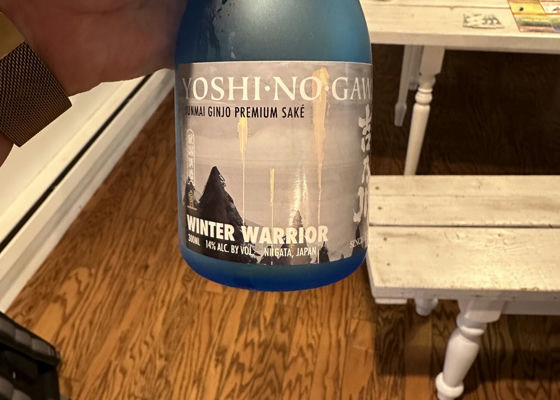 YOSHI·NO·GAW
JUNMAI GINJO PREMIUM SAKÉ
WINTER WARRIOR
300ML 14% ALC. BY VOL. NIIGATA, JAPAN